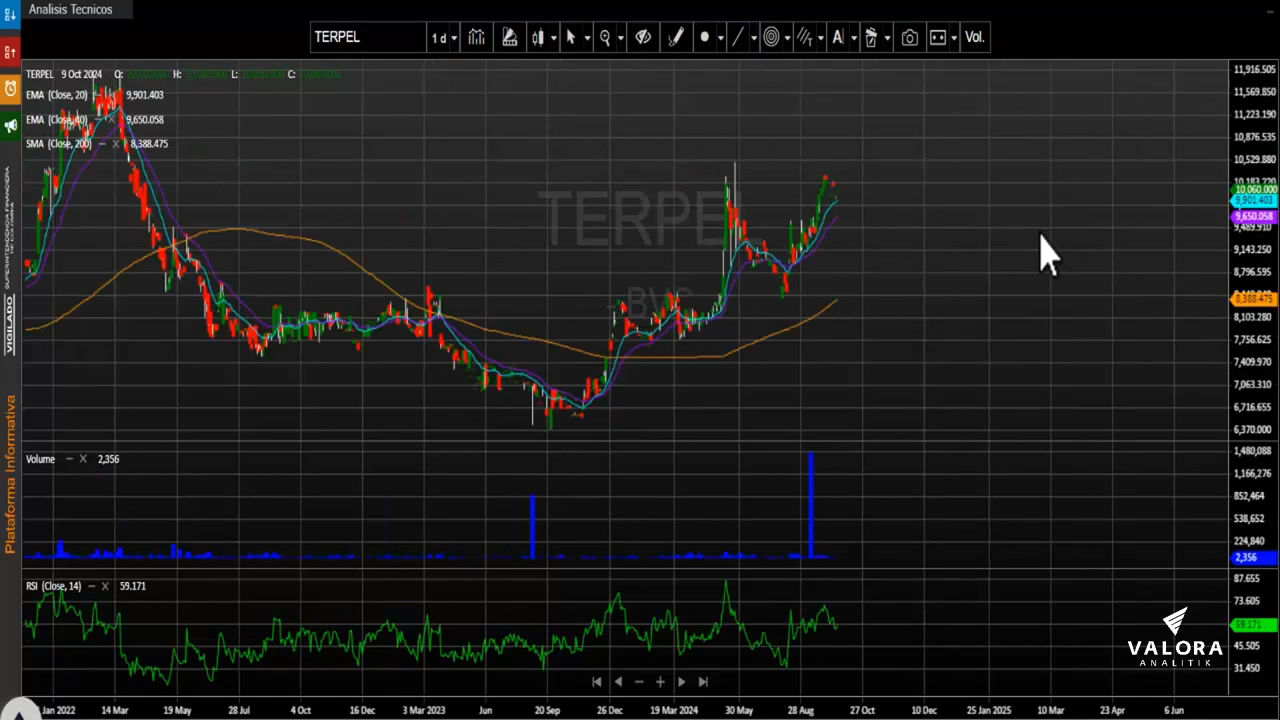 Analisis Tecnicos
TERPEL 1 d A Vol.
TERPEL 9 Oct 2024 O: H: L: C:
EMA (Close, 20) 9,901.403
EMA (Close, 40) 9,650.058
SMA (Close, 200) 8,388.475
TERPEL
- BVC
11,916.505
11,569.850
11,223.190
10,876.535
10,529.880
10,183.220
10,060.000
9,901.403
9,650.058
9,489.910
9,143.250
8,796.595
8,388.475
8,103.280
7,756.625
7,409.970
7,063.310
6,716.655
6,370.000
Volume 2,356
1,480,088
1,166,276
852,464
538,652
224,840
2,356
RSI (Close, 14) 59.171
87.655
73.605
59.171
45.505
31.450
VALORA
ANALITIK
Jan 2022 14 Mar 19 May 28 Jul 4 Oct 16 Dec 3 Mar 2023 Jun 20 Sep 26 Dec 19 Mar 2024 30 May 28 Aug 27 Oct 10 Dec 25 Jan 2025 10 Mar 23 Apr 6 Jun
VIGILADO SUPERINTENDENCIA FINANCIERA
DE COLOMBIA
Plataforma Informativa